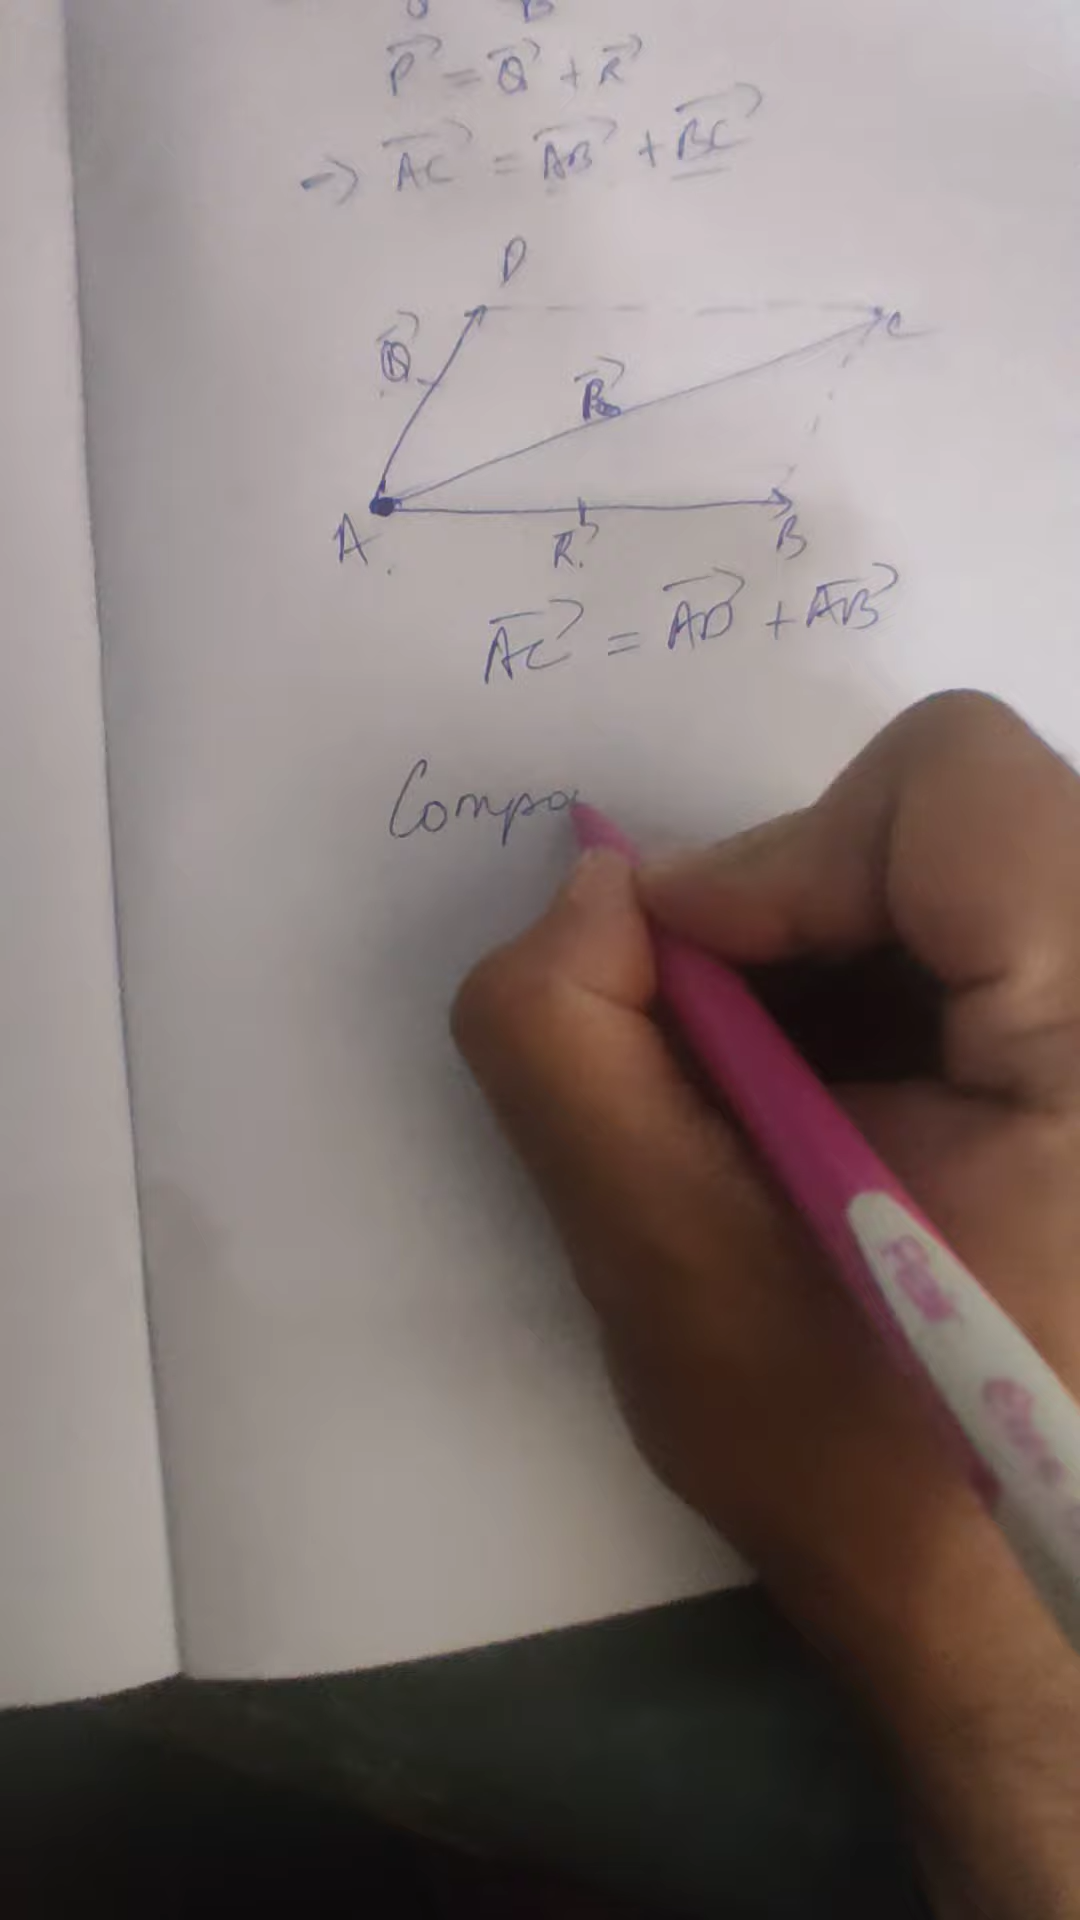 P⃗ = Q⃗ + R⃗
→ AC⃗ = AB⃗ + BC⃗
D
Q⃗
C
A
R⃗
B
AC⃗ = AD⃗ + AB⃗
Compo